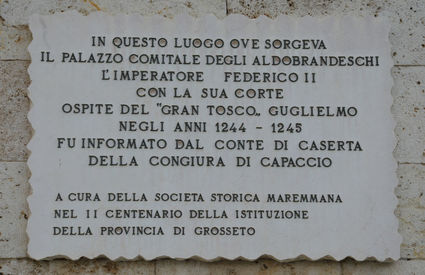 IN QUESTO LUOGO OVE SORGEVA
IL PALAZZO COMITALE DEGLI ALDOBRANDESCHI
L'IMPERATORE FEDERICO II
CON LA SUA CORTE
OSPITE DEL "GRAN TOSCO„ GUGLIELMO
NEGLI ANNI 1244 - 1245
FU INFORMATO DAL CONTE DI CASERTA
DELLA CONGIURA DI CAPACCIO
A CURA DELLA SOCIETA STORICA MAREMMANA
NEL II CENTENARIO DELLA ISTITUZIONE
DELLA PROVINCIA DI GROSSETO